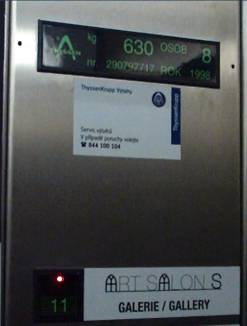 kg 630 OSOB 8
nr. 290797717 ROK 1998
ThyssenKrupp Výtahy
ThyssenKrupp
Servis výtahů
V případě poruchy volejte
☎ 844 100 104
11
ART SALON S
GALERIE / GALLERY